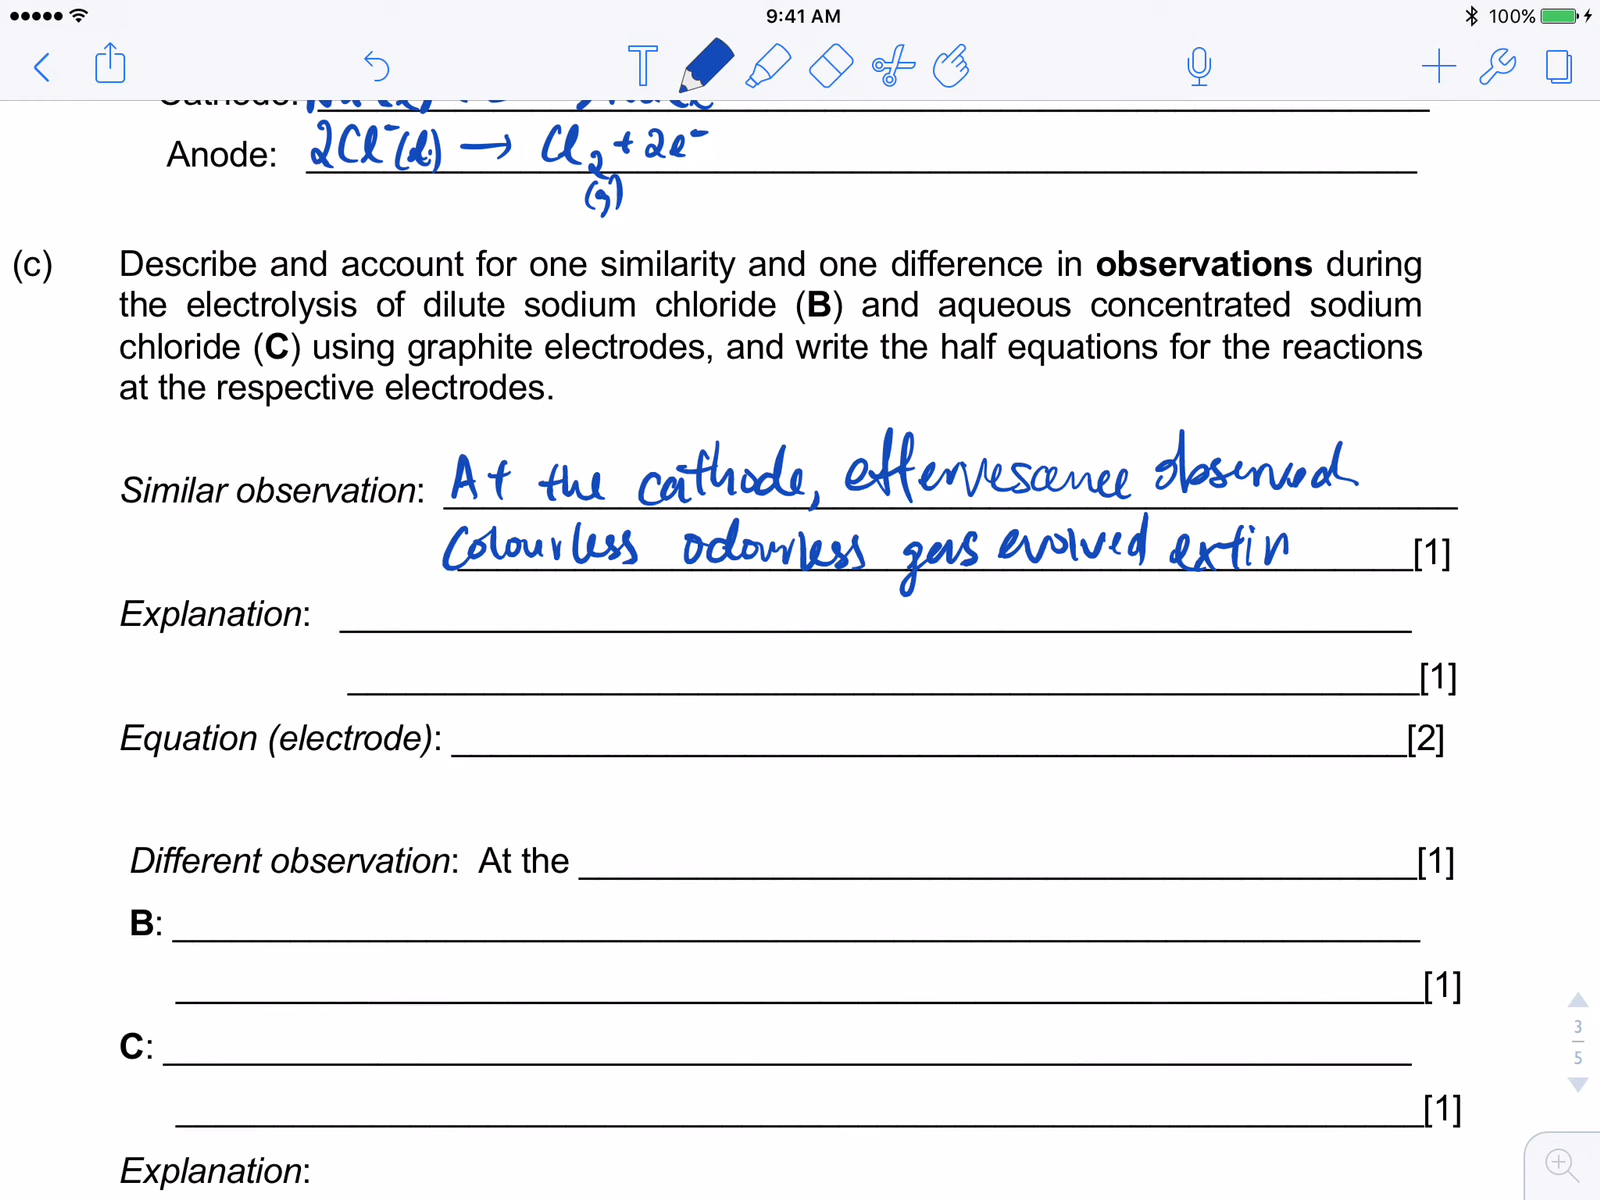 9:41 AM
100%
T
Cathode:
Anode: 2Cl⁻(l) → Cl₂ + 2e⁻
(g)
(c) Describe and account for one similarity and one difference in observations during
the electrolysis of dilute sodium chloride (B) and aqueous concentrated sodium
chloride (C) using graphite electrodes, and write the half equations for the reactions
at the respective electrodes.
Similar observation: At the cathode, effervescence observed
colourless odourless gas evolved extin [1]
Explanation:
[1]
Equation (electrode): [2]
Different observation: At the [1]
B:
[1]
C:
[1]
Explanation:
3
5